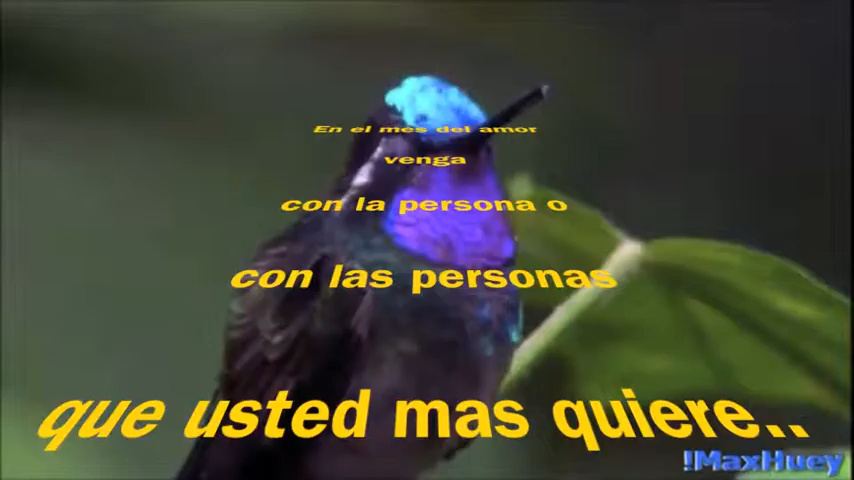 En el mes del amor
venga
con la persona o
con las personas
que usted mas quiere..
!MaxHuey